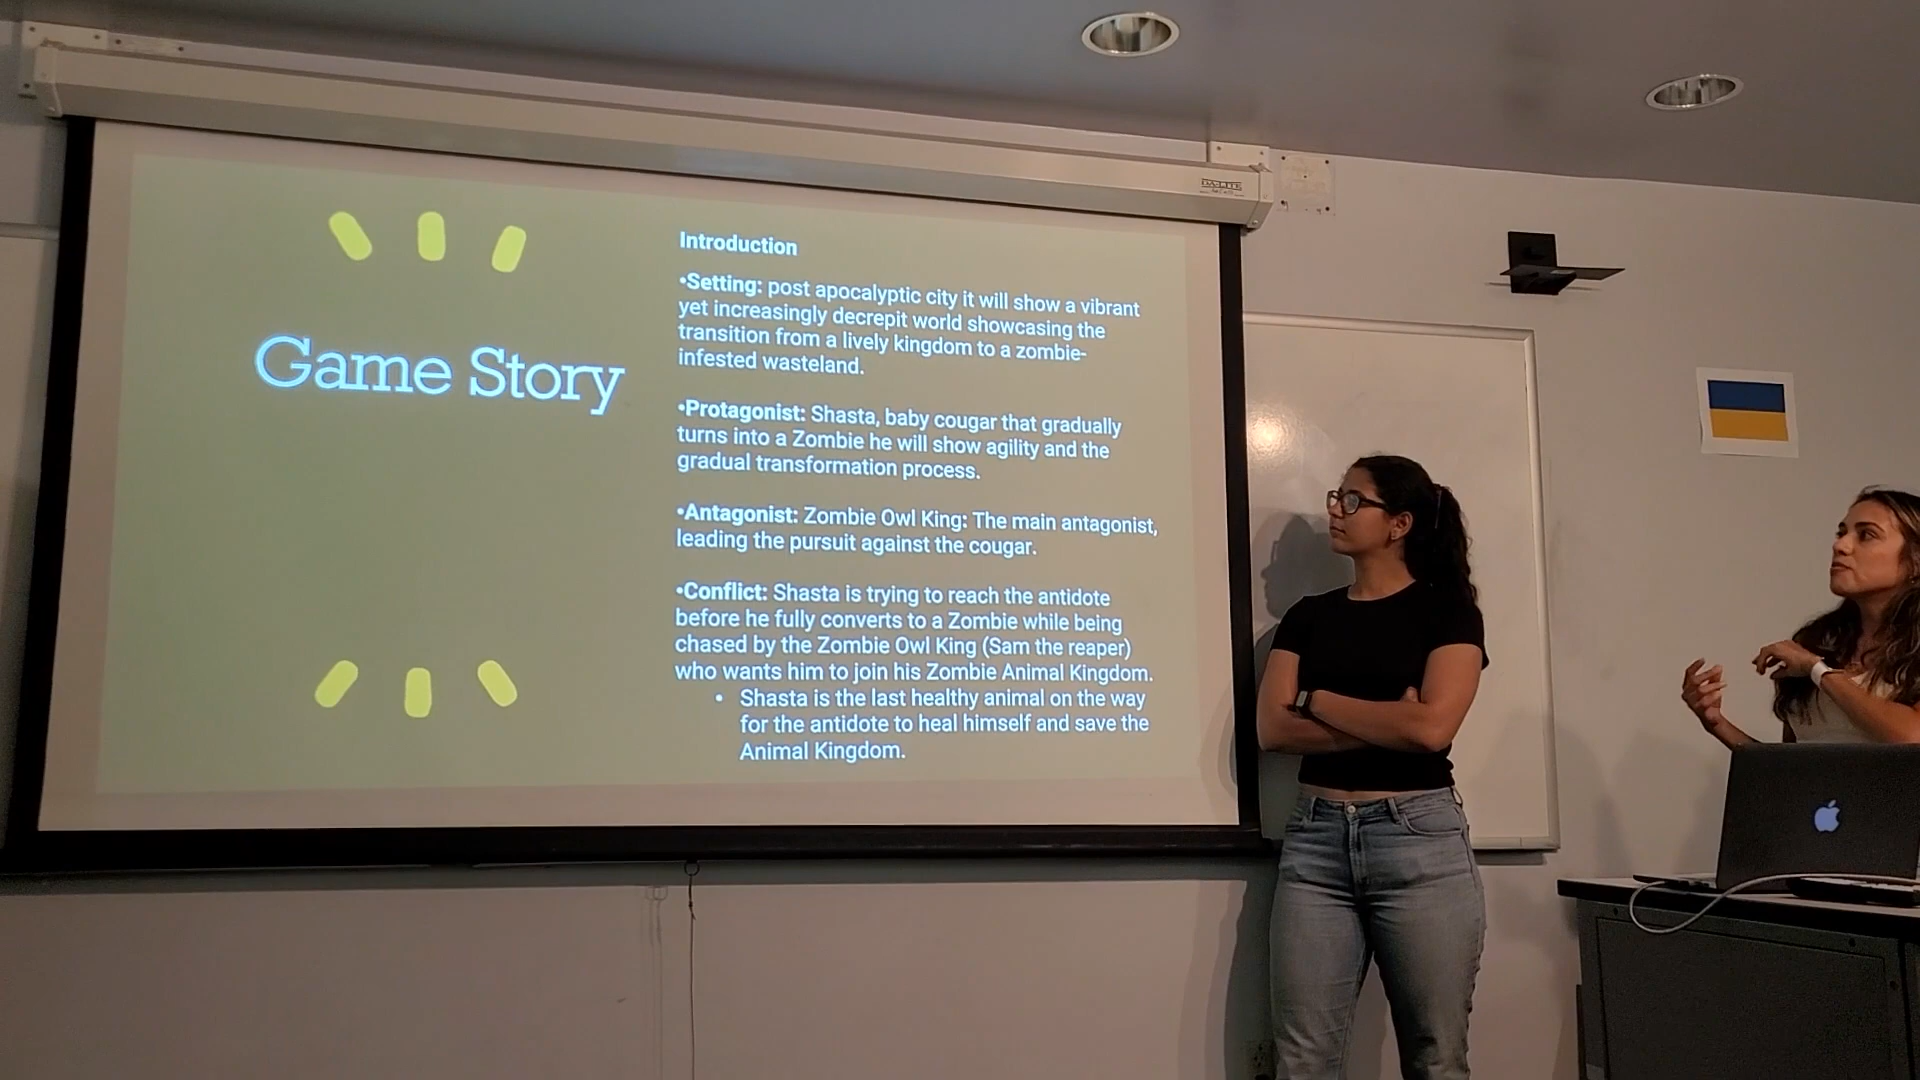 Game Story
Introduction
•Setting: post apocalyptic city it will show a vibrant
yet increasingly decrepit world showcasing the
transition from a lively kingdom to a zombie-
infested wasteland.
•Protagonist: Shasta, baby cougar that gradually
turns into a Zombie he will show agility and the
gradual transformation process.
•Antagonist: Zombie Owl King: The main antagonist,
leading the pursuit against the cougar.
•Conflict: Shasta is trying to reach the antidote
before he fully converts to a Zombie while being
chased by the Zombie Owl King (Sam the reaper)
who wants him to join his Zombie Animal Kingdom.
• Shasta is the last healthy animal on the way
for the antidote to heal himself and save the
Animal Kingdom.
DA-LITE